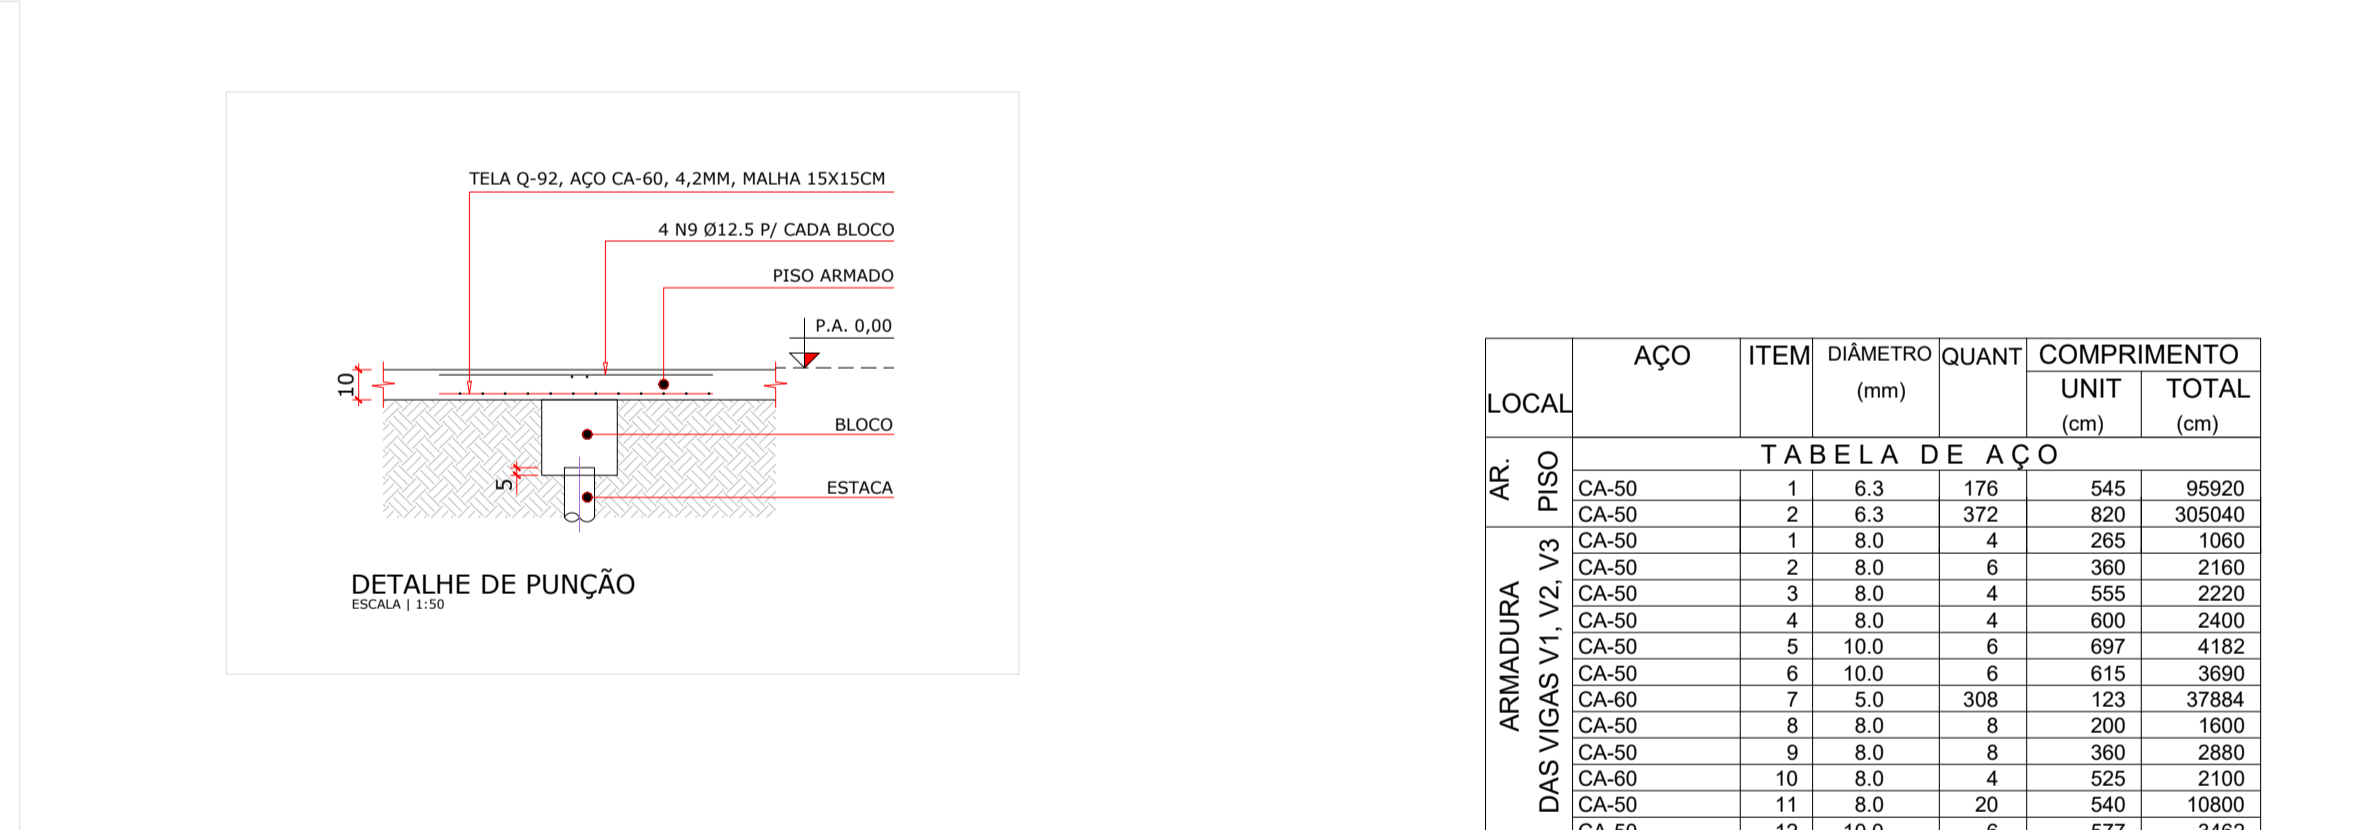 TELA Q-92, AÇO CA-60, 4,2MM, MALHA 15X15CM
4 N9 Ø12.5 P/ CADA BLOCO
PISO ARMADO
P.A. 0,00
10
BLOCO
5
ESTACA
DETALHE DE PUNÇÃO
ESCALA | 1:50
LOCAL AÇO ITEM DIÂMETRO (mm) QUANT COMPRIMENTO
UNIT (cm) TOTAL (cm)
TABELA DE AÇO
AR. PISO
CA-50 1 6.3 176 545 95920
CA-50 2 6.3 372 820 305040
ARMADURA
DAS VIGAS V1, V2, V3
CA-50 1 8.0 4 265 1060
CA-50 2 8.0 6 360 2160
CA-50 3 8.0 4 555 2220
CA-50 4 8.0 4 600 2400
CA-50 5 10.0 6 697 4182
CA-50 6 10.0 6 615 3690
CA-60 7 5.0 308 123 37884
CA-50 8 8.0 8 200 1600
CA-50 9 8.0 8 360 2880
CA-60 10 8.0 4 525 2100
CA-50 11 8.0 20 540 10800
CA-50 12 10.0 6 577 3462